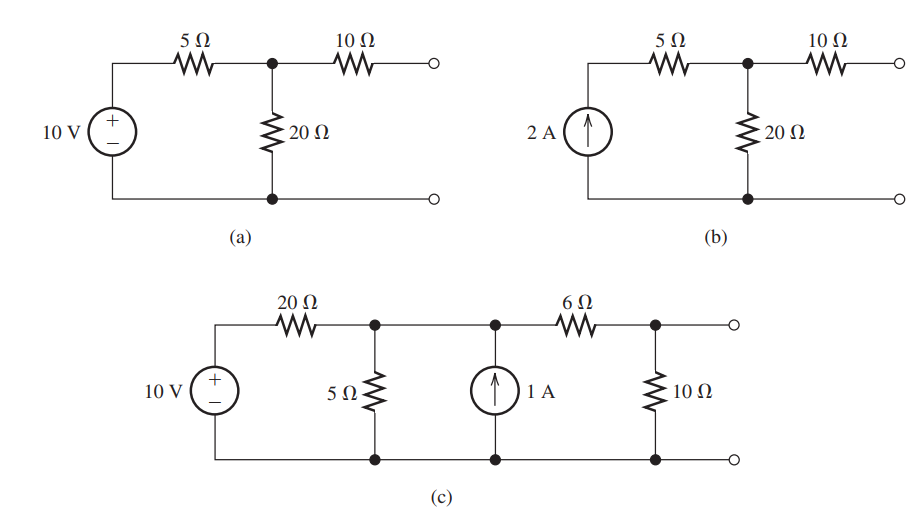 5 Ω 10 Ω 5 Ω 10 Ω
10 V + − 20 Ω 2 A 20 Ω
(a) (b)
20 Ω 6 Ω
10 V + − 5 Ω 1 A 10 Ω
(c)